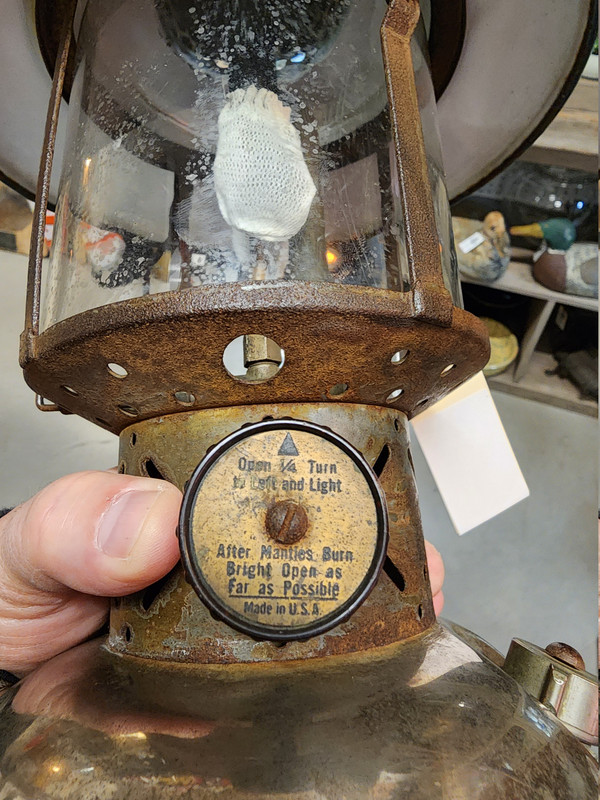 Open 1/4 Turn
to Left and Light
After Mantles Burn
Bright Open as
Far as Possible
Made in U.S.A.